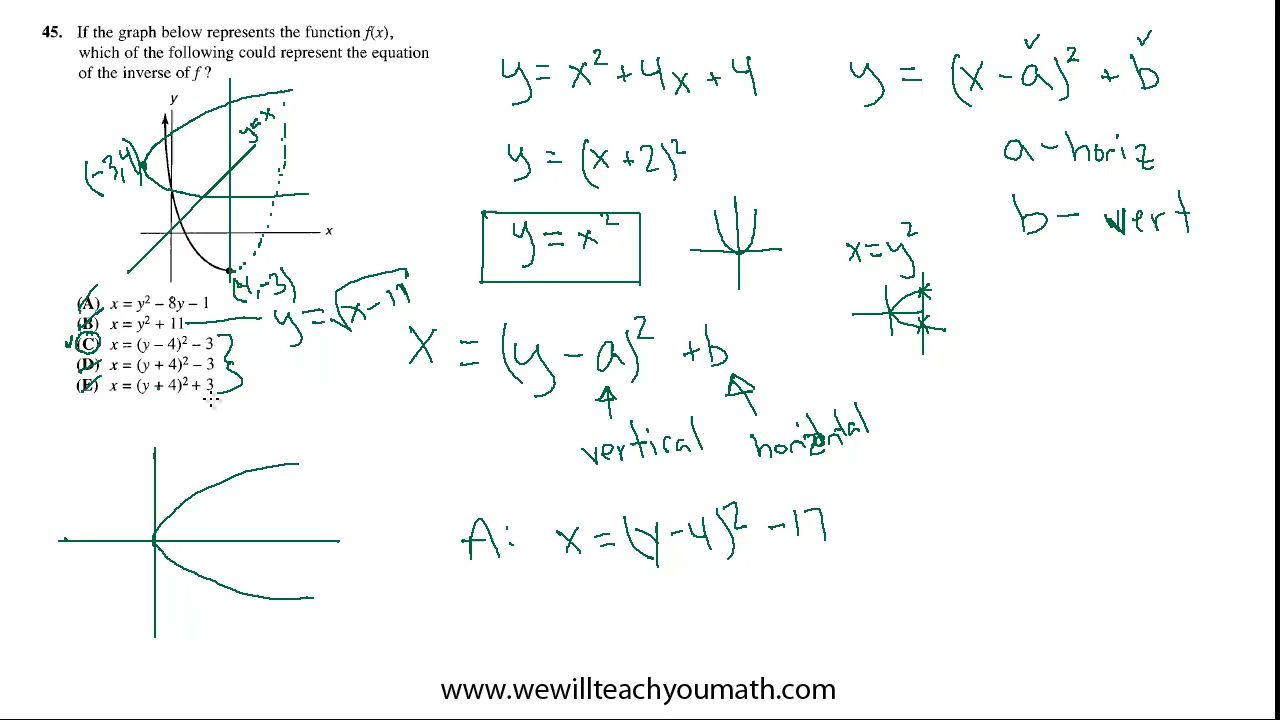 45. If the graph below represents the function f(x),
which of the following could represent the equation
of the inverse of f ?
y
x
y=x
(-3,4)
(4,-3)
(A) x = y² – 8y – 1
(B) x = y² + 11
(C) x = (y – 4)² – 3
(D) x = (y + 4)² – 3
(E) x = (y + 4)² + 3
y = √x-11
y = x² + 4x + 4
y = (x + 2)²
y = x²
y = (x - a)² + b
a - horiz
b - vert
x = y²
x = (y - a)² + b
vertical
horizontal
A: x = (y - 4)² - 17
www.wewillteachyoumath.com